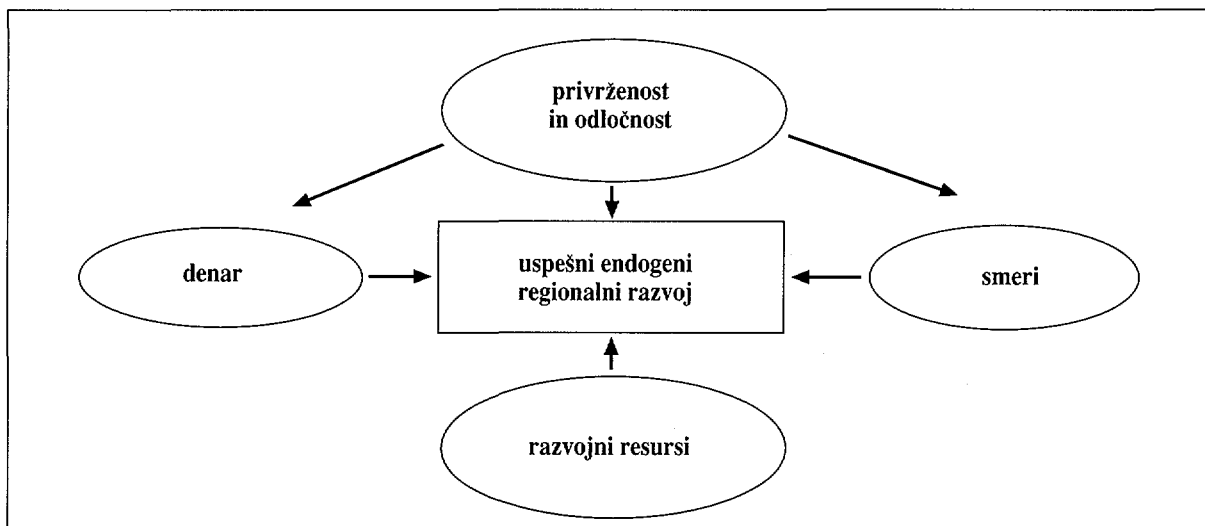 privrženost
in odločnost
denar
uspešni endogeni
regionalni razvoj
smeri
razvojni resursi